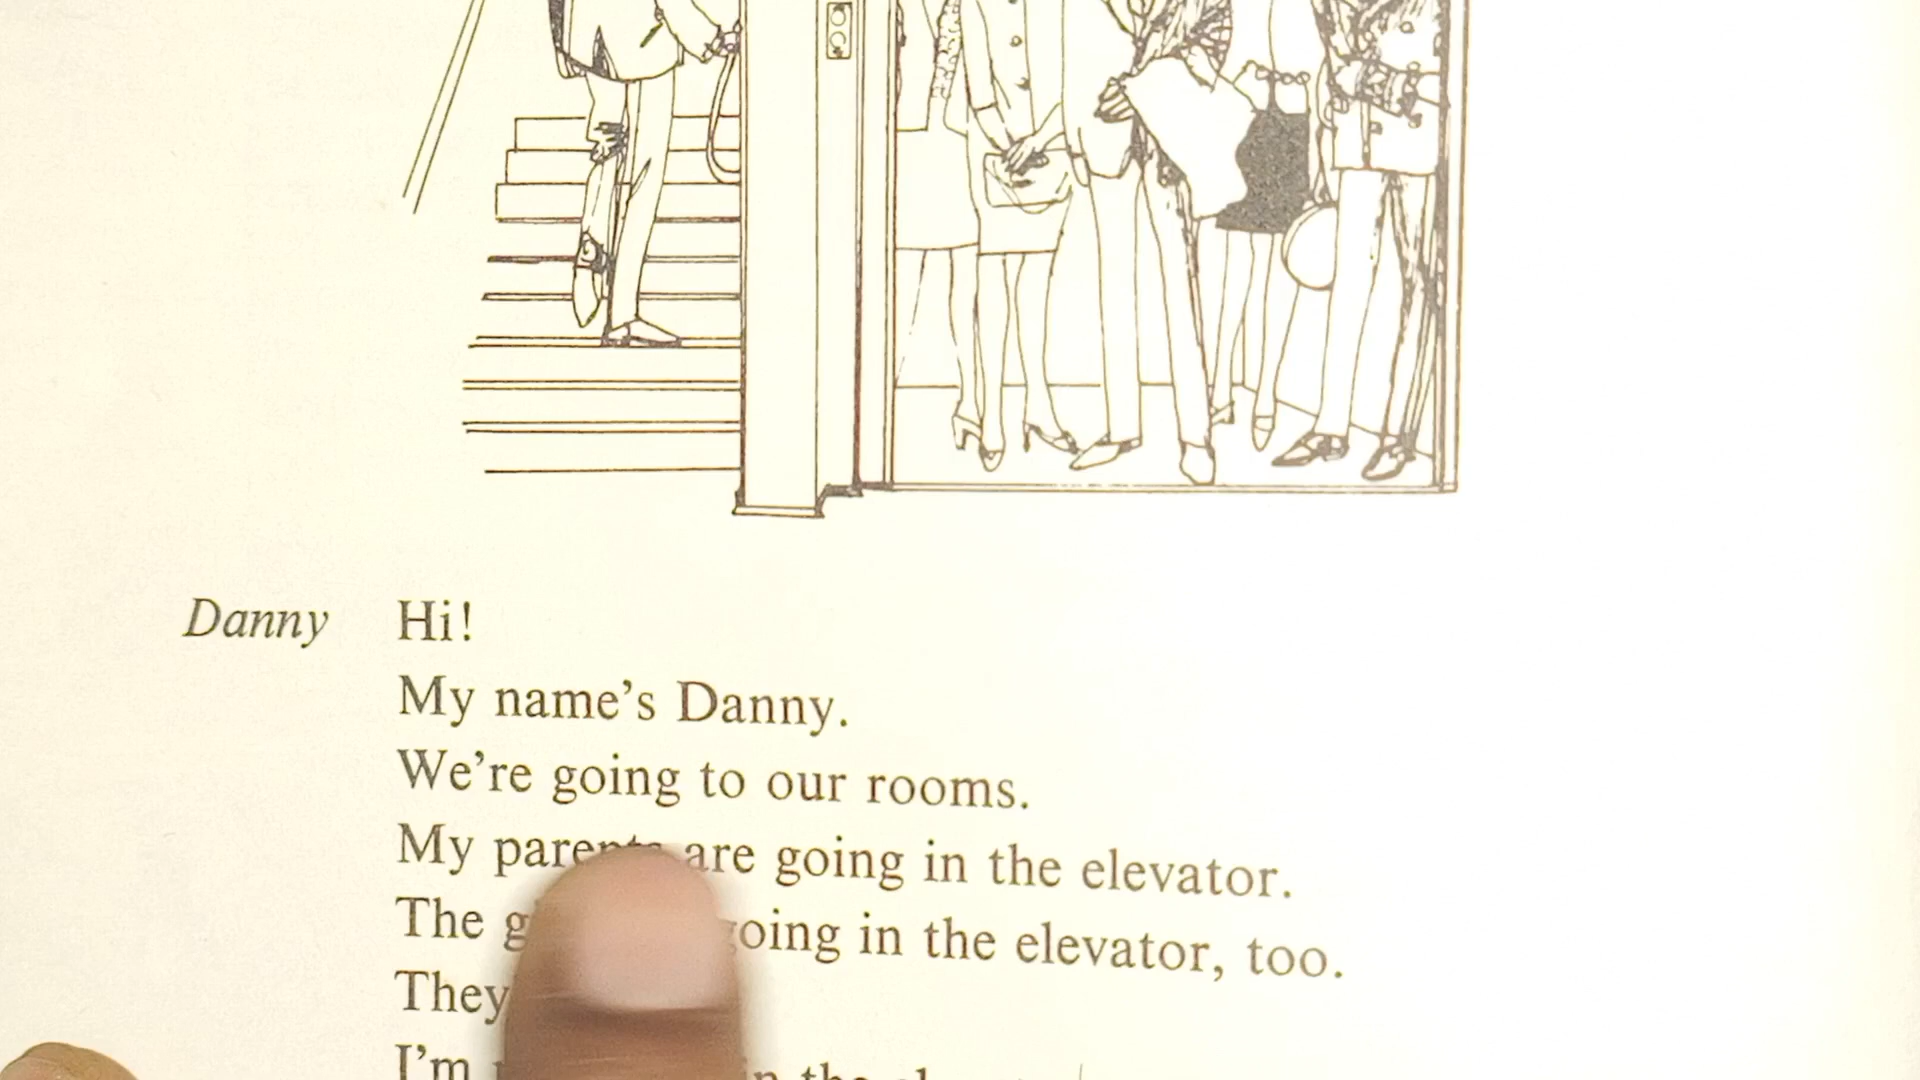 Danny Hi!
My name's Danny.
We're going to our rooms.
My parents are going in the elevator.
The going in the elevator, too.
They
I'm the